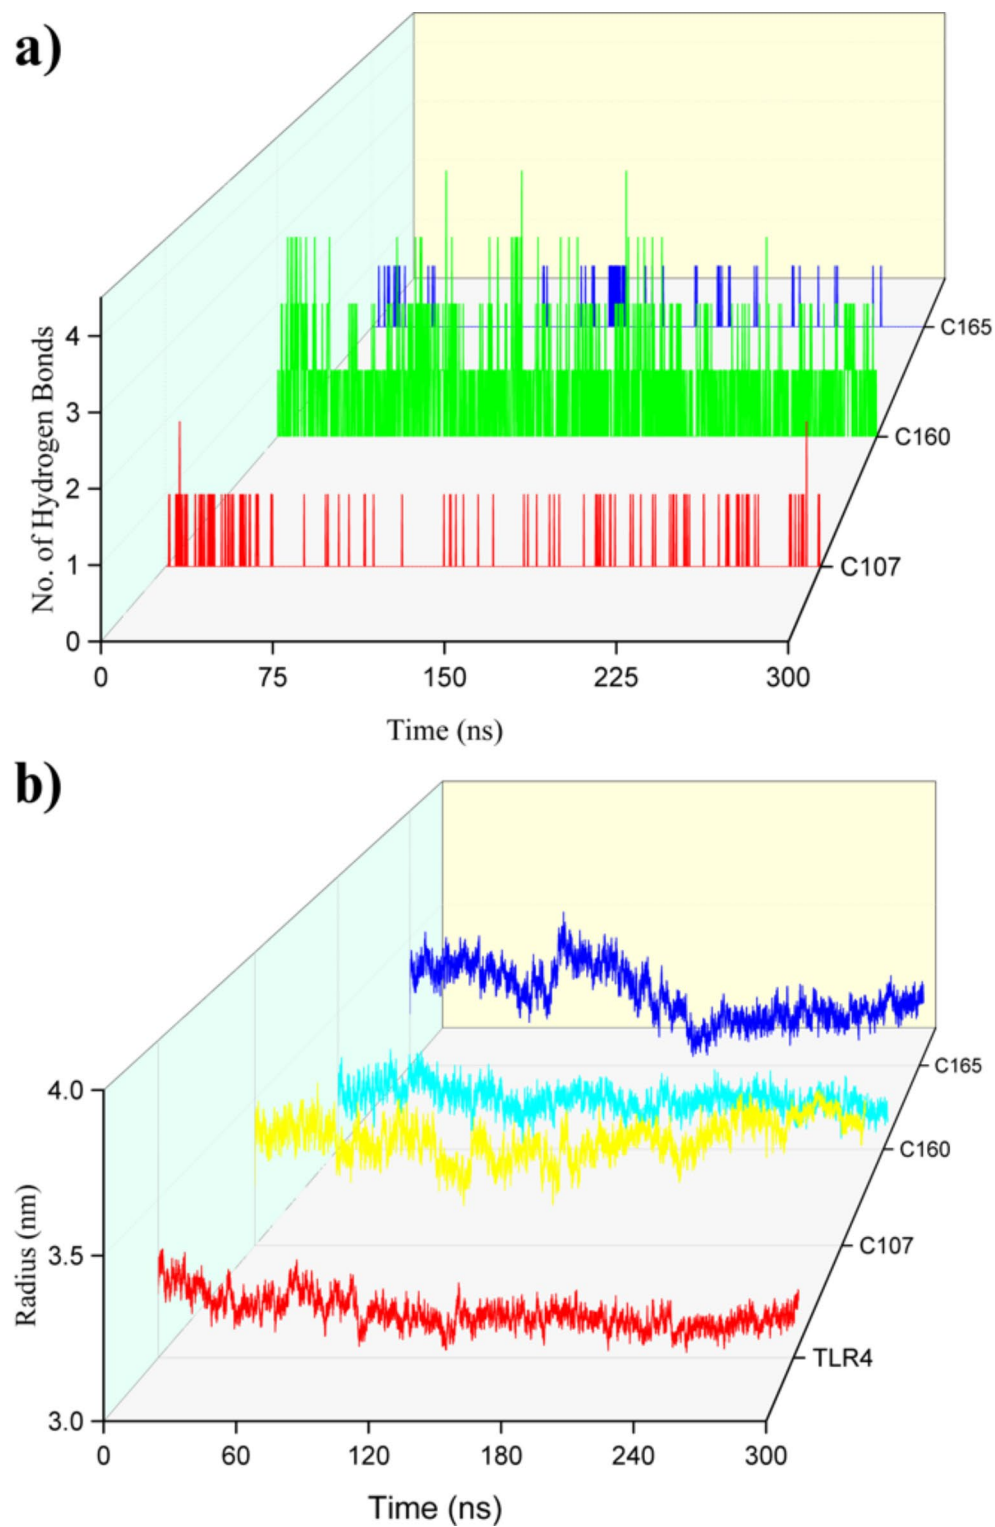 a)
No. of Hydrogen Bonds
4
3
2
1
0
0 75 150 225 300
Time (ns)
C165
C160
C107
b)
Radius (nm)
4.0
3.5
3.0
0 60 120 180 240 300
Time (ns)
C165
C160
C107
TLR4